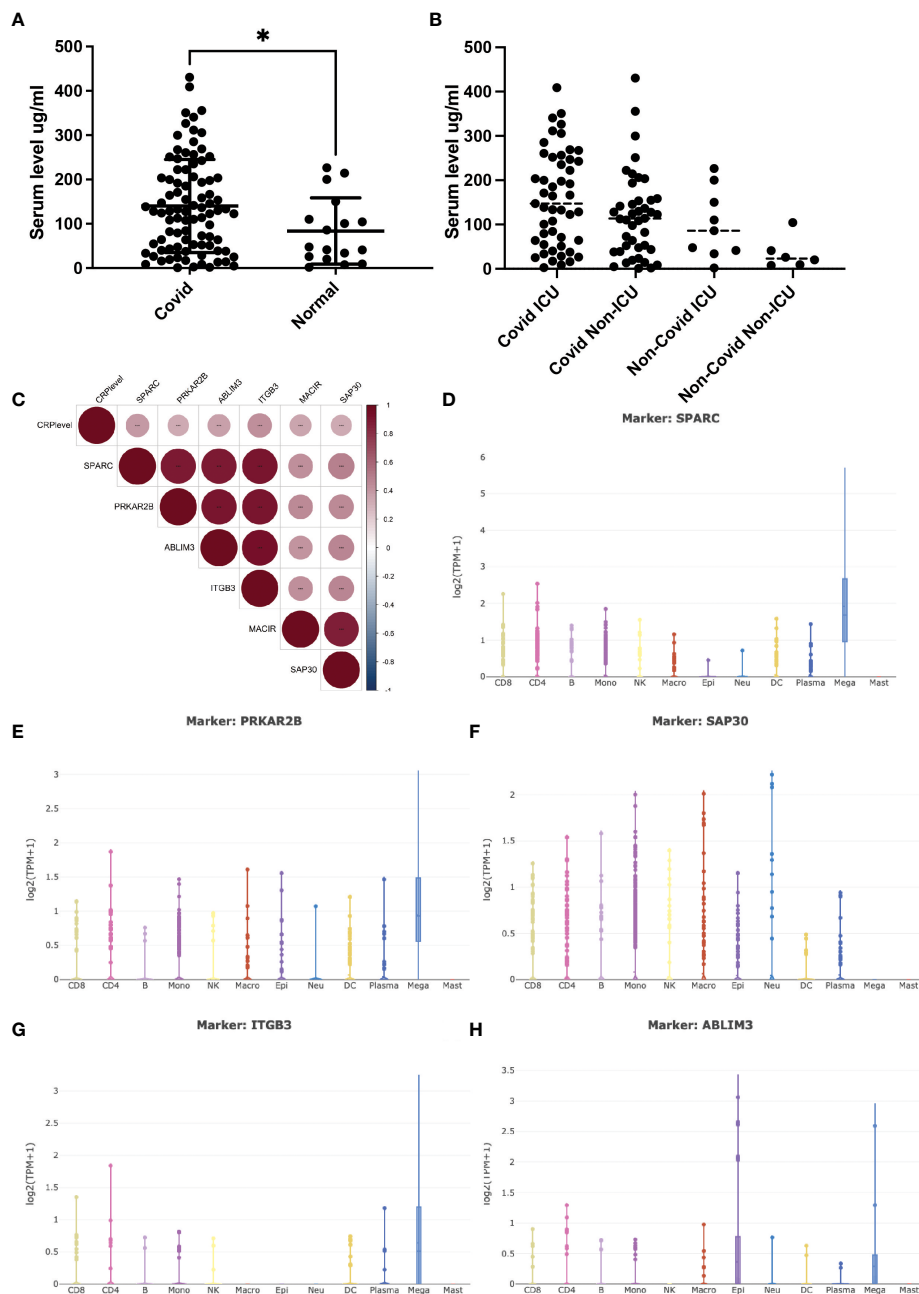 A
*
Serum level ug/ml
500
400
300
200
100
0
Covid
Normal
B
Serum level ug/ml
500
400
300
200
100
0
Covid ICU
Covid Non-ICU
Non-Covid ICU
Non-Covid Non-ICU
C
CRPlevel
SPARC
PRKAR2B
ABLIM3
ITGB3
MACIR
SAP30
CRPlevel
SPARC
PRKAR2B
ABLIM3
ITGB3
MACIR
SAP30
1
0.8
0.6
0.4
0.2
0
-0.2
-0.4
-0.6
-0.8
-1
D
Marker: SPARC
log2(TPM+1)
6
5
4
3
2
1
0
CD8 CD4 B Mono NK Macro Epi Neu DC Plasma Mega Mast
E
Marker: PRKAR2B
log2(TPM+1)
3
2.5
2
1.5
1
0.5
0
CD8 CD4 B Mono NK Macro Epi Neu DC Plasma Mega Mast
F
Marker: SAP30
log2(TPM+1)
2
1.5
1
0.5
0
CD8 CD4 B Mono NK Macro Epi Neu DC Plasma Mega Mast
G
Marker: ITGB3
log2(TPM+1)
3
2.5
2
1.5
1
0.5
0
CD8 CD4 B Mono NK Macro Epi Neu DC Plasma Mega Mast
H
Marker: ABLIM3
log2(TPM+1)
3.5
3
2.5
2
1.5
1
0.5
0
CD8 CD4 B Mono NK Macro Epi Neu DC Plasma Mega Mast